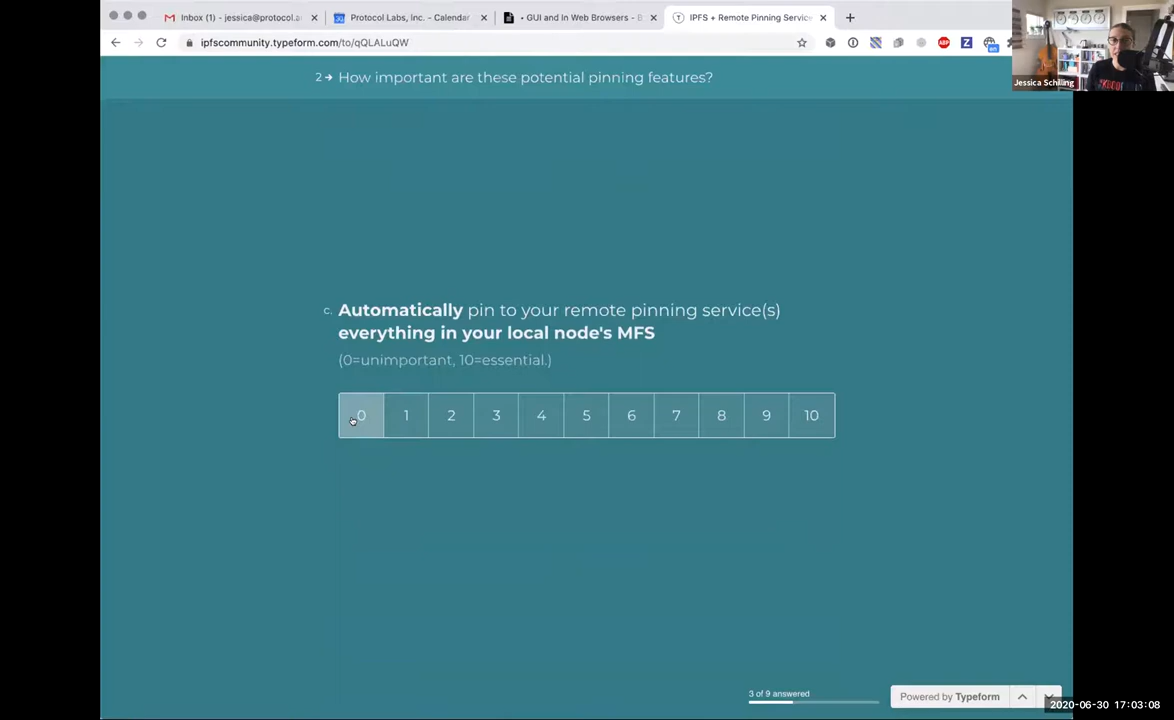 Inbox (1) - jessica@protocol.a
Protocol Labs, Inc. - Calendar
• GUI and In Web Browsers -
IPFS + Remote Pinning Service
ipfscommunity.typeform.com/to/qQLALuQW
ABP
Z
Jessica Schilling
2 → How important are these potential pinning features?
c. Automatically pin to your remote pinning service(s)
everything in your local node's MFS
(0=unimportant, 10=essential.)
0 1 2 3 4 5 6 7 8 9 10
3 of 9 answered
Powered by Typeform
2020-06-30 17:03:08